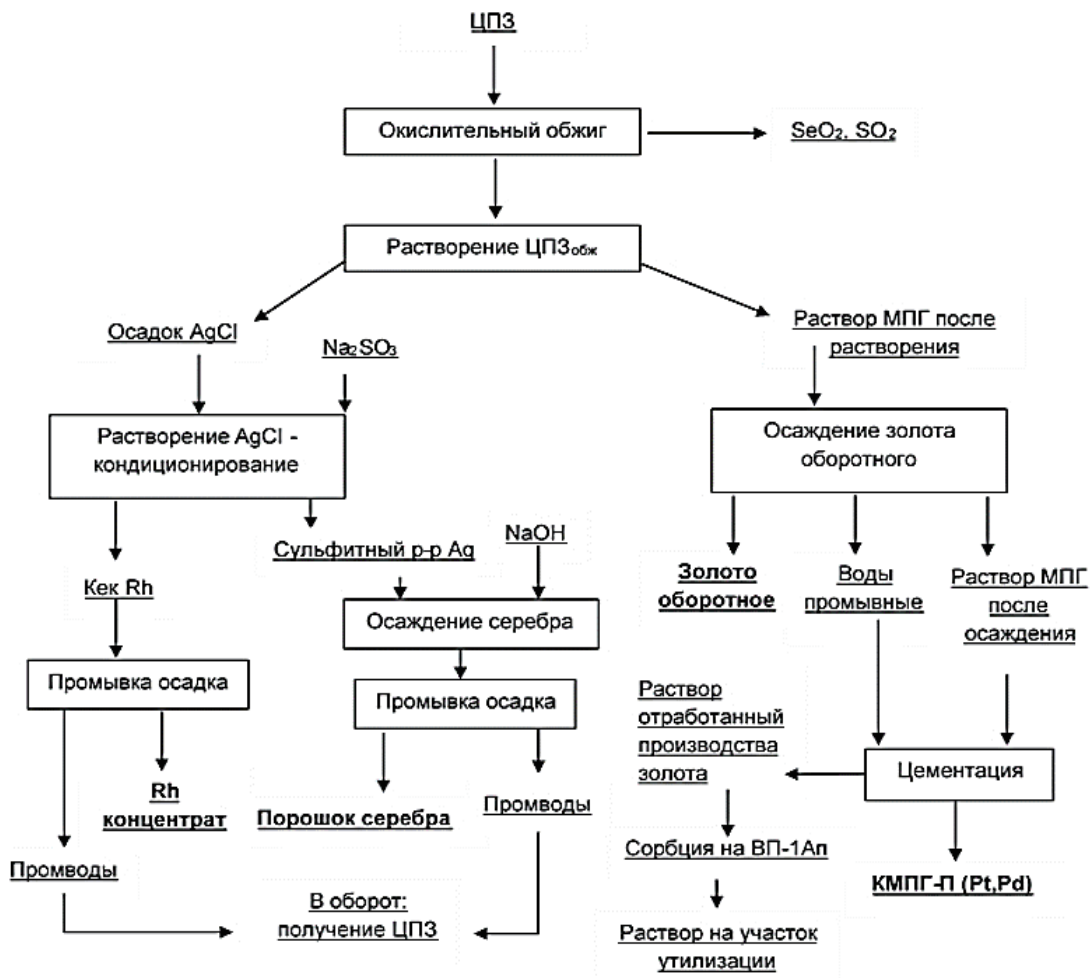 ЦПЗ
Окислительный обжиг
SeO₂. SO₂
Растворение ЦПЗобж
Осадок AgCl
Na₂SO₃
Раствор МПГ после
растворения
Растворение AgCl -
кондиционирование
Осаждение золота
оборотного
Сульфитный р-р Ag
NaOH
Кек Rh
Золото
оборотное
Воды
промывные
Раствор МПГ
после
осаждения
Осаждение серебра
Промывка осадка
Промывка осадка
Раствор
отработанный
производства
золота
Цементация
Rh
концентрат
Порошок серебра
Промводы
Промводы
Сорбция на ВП-1Ап
КМПГ-П (Pt,Pd)
В оборот:
получение ЦПЗ
Раствор на участок
утилизации